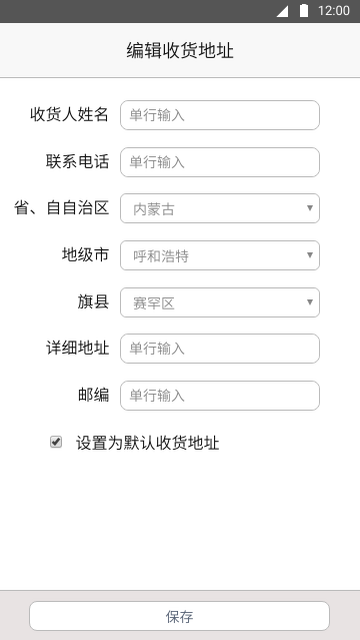 12:00
编辑收货地址
收货人姓名 单行输入
联系电话 单行输入
省、自自治区 内蒙古
地级市 呼和浩特
旗县 赛罕区
详细地址 单行输入
邮编 单行输入
设置为默认收货地址
保存